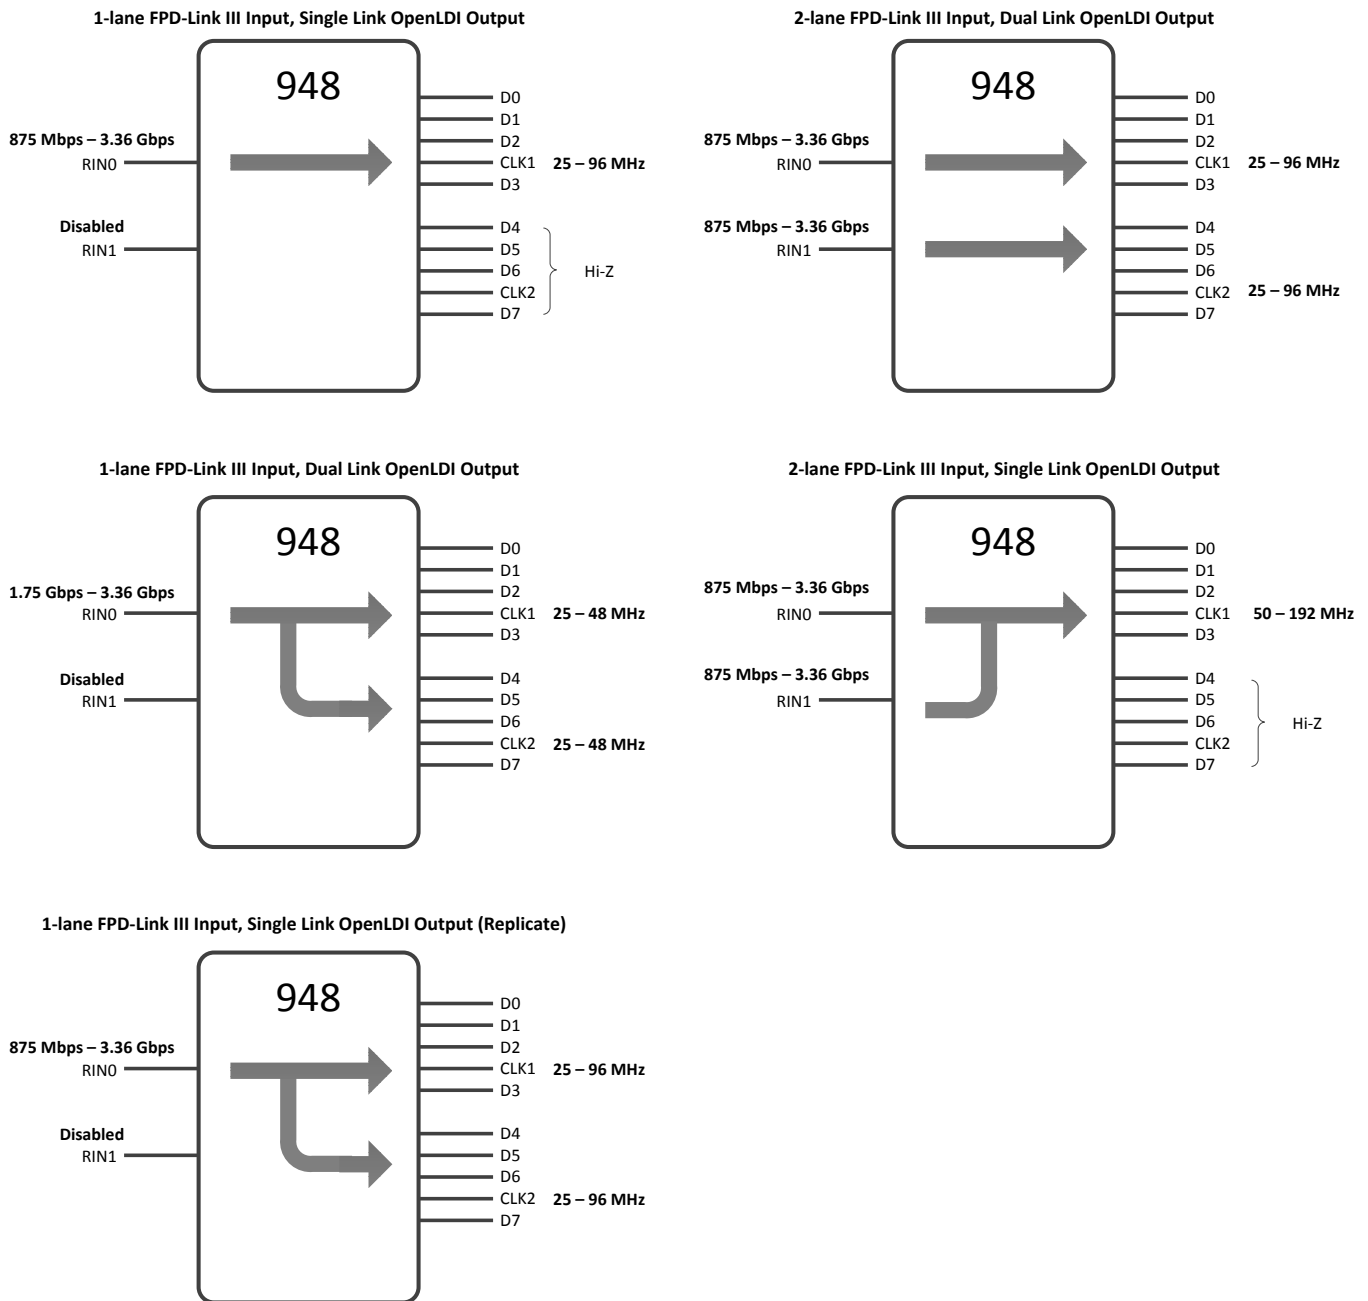 1-lane FPD-Link III Input, Single Link OpenLDI Output
948
D0
D1
875 Mbps – 3.36 Gbps
D2
RIN0
CLK1 25 – 96 MHz
D3
Disabled
D4
RIN1
D5
D6
Hi-Z
CLK2
D7
2-lane FPD-Link III Input, Dual Link OpenLDI Output
948
D0
D1
875 Mbps – 3.36 Gbps
D2
RIN0
CLK1 25 – 96 MHz
D3
875 Mbps – 3.36 Gbps
D4
RIN1
D5
D6
CLK2 25 – 96 MHz
D7
1-lane FPD-Link III Input, Dual Link OpenLDI Output
948
D0
D1
1.75 Gbps – 3.36 Gbps
D2
RIN0
CLK1 25 – 48 MHz
D3
Disabled
D4
RIN1
D5
D6
CLK2 25 – 48 MHz
D7
2-lane FPD-Link III Input, Single Link OpenLDI Output
948
D0
D1
875 Mbps – 3.36 Gbps
D2
RIN0
CLK1 50 – 192 MHz
D3
875 Mbps – 3.36 Gbps
D4
RIN1
D5
D6
Hi-Z
CLK2
D7
1-lane FPD-Link III Input, Single Link OpenLDI Output (Replicate)
948
D0
D1
875 Mbps – 3.36 Gbps
D2
RIN0
CLK1 25 – 96 MHz
D3
Disabled
D4
RIN1
D5
D6
CLK2 25 – 96 MHz
D7